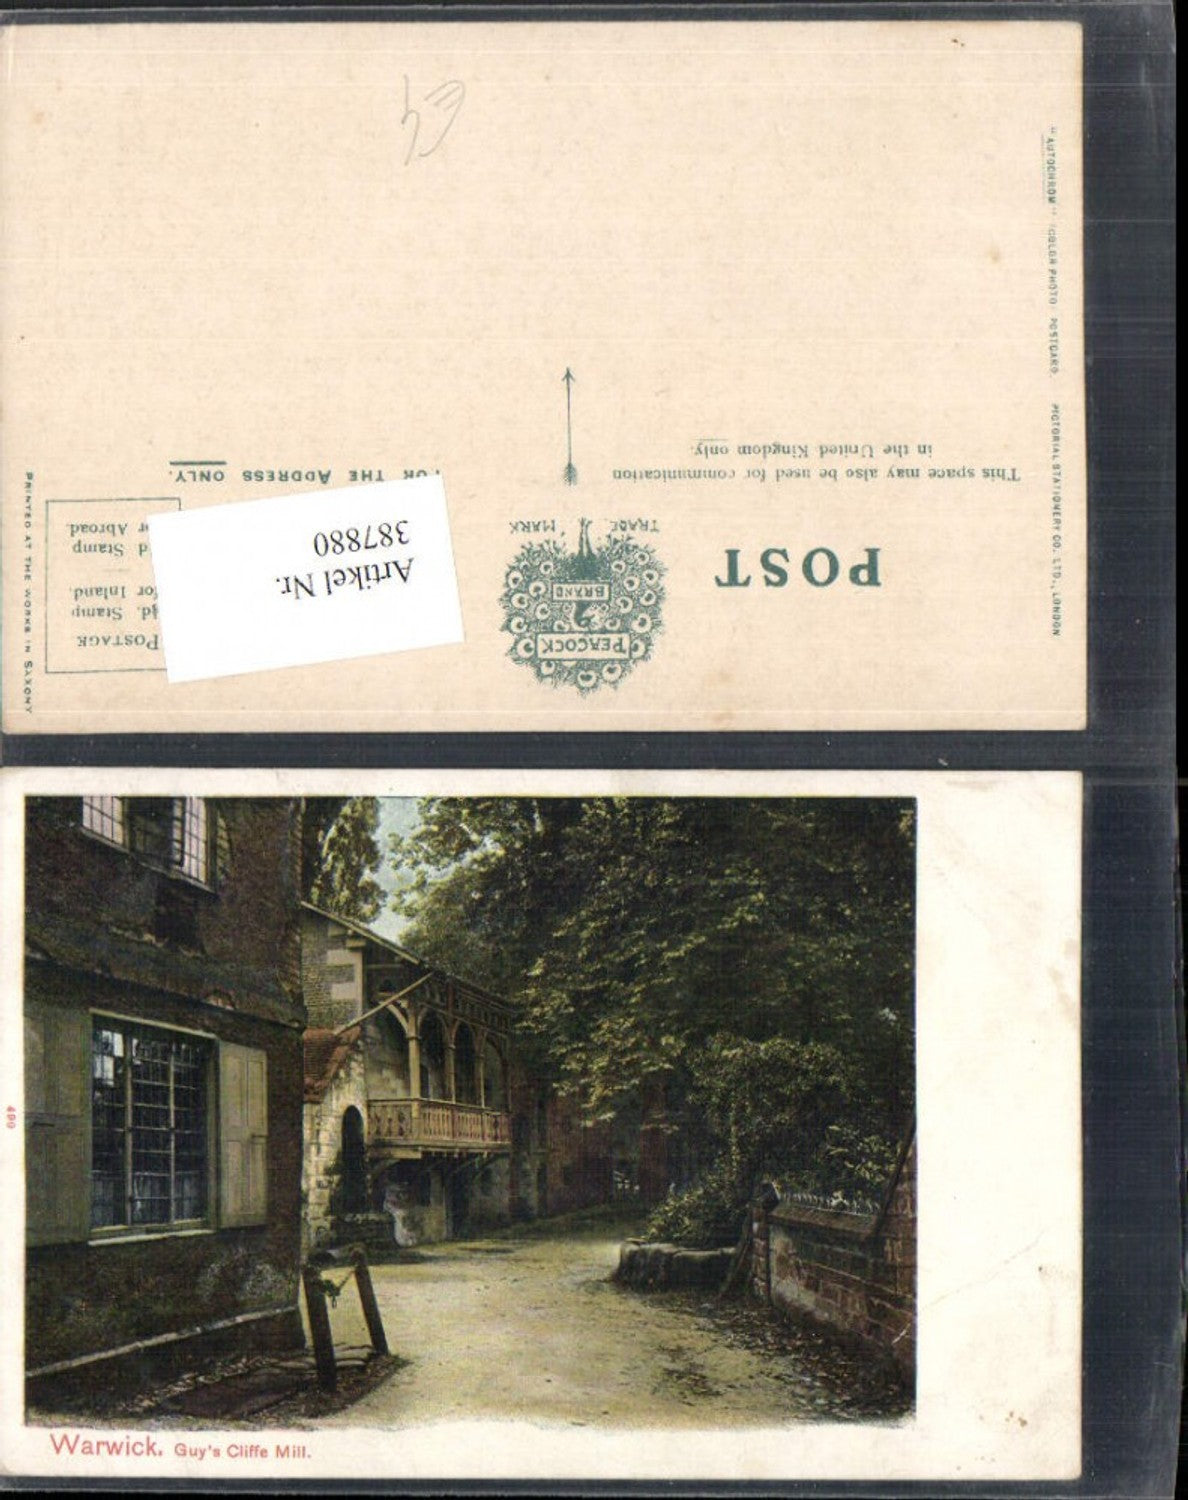 "AUTOCHROM" COLOR PHOTO POSTCARD. PICTORIAL STATIONERY CO. LTD., LONDON
POST
PEACOCK
BRAND
TRADE MARK
This space may also be used for communication
in the United Kingdom only.
FOR THE ADDRESS ONLY.
POSTAGE
Stamp
for Inland.
Stamp
for Abroad.
Artikel Nr.
387880
PRINTED AT THE WORKS IN SAXONY
499
Warwick. Guy's Cliffe Mill.